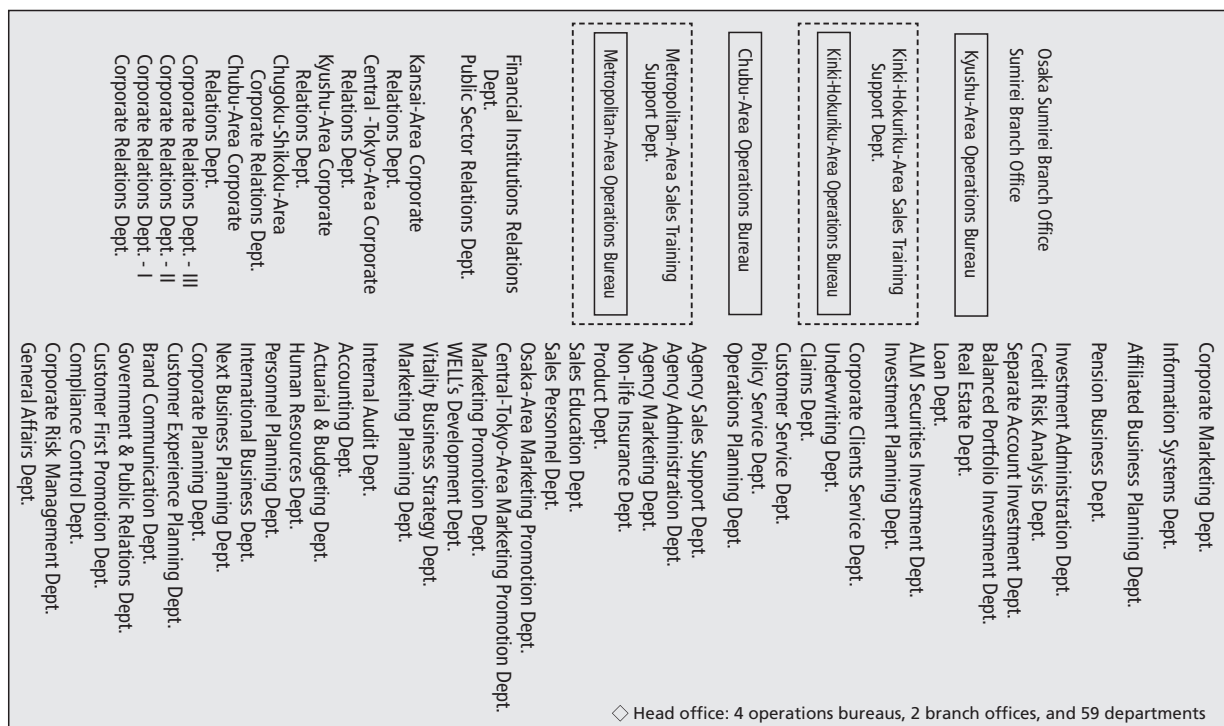 Osaka Sumirei Branch Office
Sumirei Branch Office
Kyushu-Area Operations Bureau
Kinki-Hokuriku-Area Sales Training
Support Dept.
Kinki-Hokuriku-Area Operations Bureau
Chubu-Area Operations Bureau
Metropolitan-Area Sales Training
Support Dept.
Metropolitan-Area Operations Bureau
Financial Institutions Relations
Dept.
Public Sector Relations Dept.
Kansai-Area Corporate
Relations Dept.
Central -Tokyo-Area Corporate
Relations Dept.
Kyushu-Area Corporate
Relations Dept.
Chugoku-Shikoku-Area
Corporate Relations Dept.
Chubu-Area Corporate
Relations Dept.
Corporate Relations Dept. - III
Corporate Relations Dept. - II
Corporate Relations Dept. - I
Corporate Relations Dept.
Corporate Marketing Dept.
Information Systems Dept.
Affiliated Business Planning Dept.
Pension Business Dept.
Investment Administration Dept.
Credit Risk Analysis Dept.
Separate Account Investment Dept.
Balanced Portfolio Investment Dept.
Real Estate Dept.
Loan Dept.
ALM Securities Investment Dept.
Investment Planning Dept.
Corporate Clients Service Dept.
Underwriting Dept.
Claims Dept.
Customer Service Dept.
Policy Service Dept.
Operations Planning Dept.
Agency Sales Support Dept.
Agency Administration Dept.
Agency Marketing Dept.
Non-life Insurance Dept.
Product Dept.
Sales Education Dept.
Sales Personnel Dept.
Osaka-Area Marketing Promotion Dept.
Central-Tokyo-Area Marketing Promotion Dept.
Marketing Promotion Dept.
WELL's Development Dept.
Vitality Business Strategy Dept.
Marketing Planning Dept.
Internal Audit Dept.
Accounting Dept.
Actuarial & Budgeting Dept.
Human Resources Dept.
Personnel Planning Dept.
International Business Dept.
Next Business Planning Dept.
Corporate Planning Dept.
Customer Experience Planning Dept.
Brand Communication Dept.
Government & Public Relations Dept.
Customer First Promotion Dept.
Compliance Control Dept.
Corporate Risk Management Dept.
General Affairs Dept.
◇ Head office: 4 operations bureaus, 2 branch offices, and 59 departments